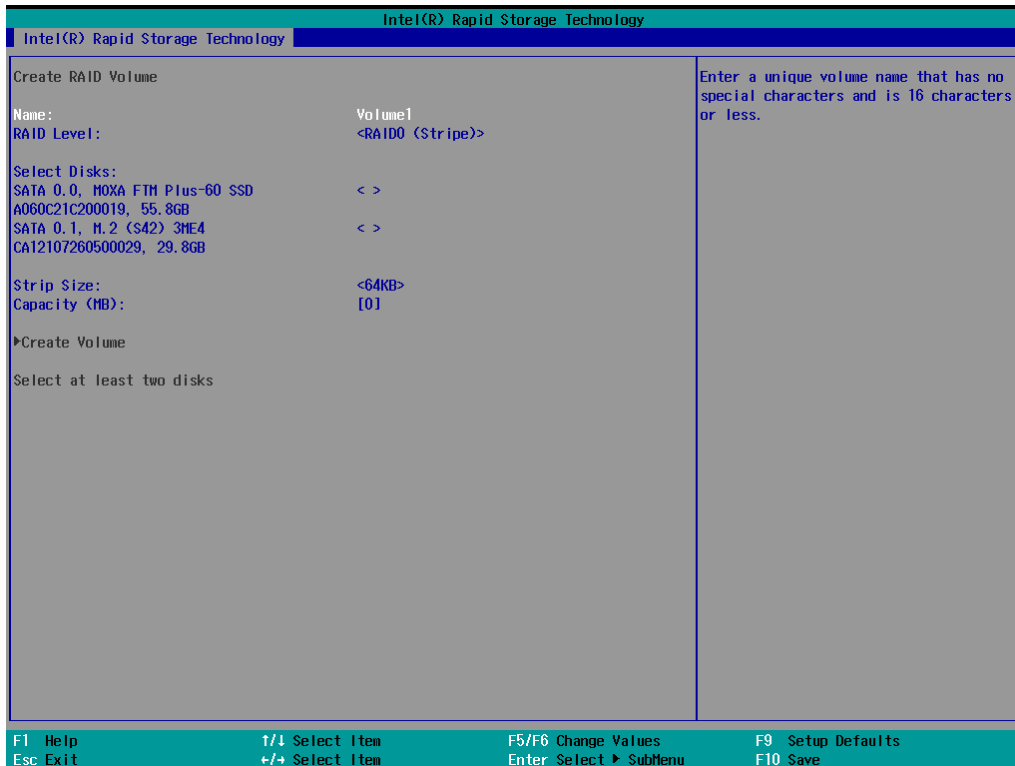 Intel(R) Rapid Storage Technology
Intel(R) Rapid Storage Technology
Create RAID Volume
Name: Volume1
RAID Level: <RAID0 (Stripe)>
Select Disks:
SATA 0.0, MOXA FTM Plus-60 SSD < >
A060C21C200019, 55.8GB
SATA 0.1, M.2 (S42) 3ME4 < >
CA12107260500029, 29.8GB
Strip Size: <64KB>
Capacity (MB): [0]
▶Create Volume
Select at least two disks
Enter a unique volume name that has no
special characters and is 16 characters
or less.
F1 Help ↑/↓ Select Item F5/F6 Change Values F9 Setup Defaults
Esc Exit ←/→ Select Item Enter Select ▶ SubMenu F10 Save